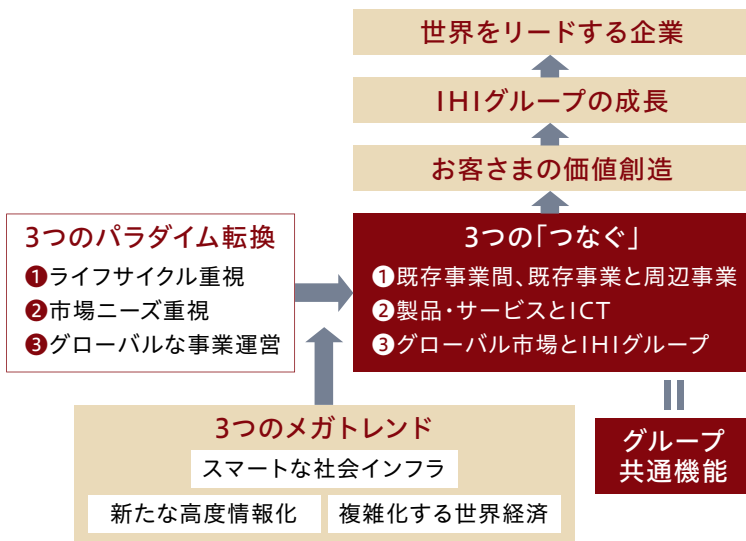 世界をリードする企業
IHIグループの成長
お客さまの価値創造
3つのパラダイム転換
❶ライフサイクル重視
❷市場ニーズ重視
❸グローバルな事業運営
3つの「つなぐ」
❶既存事業間、既存事業と周辺事業
❷製品・サービスとICT
❸グローバル市場とIHIグループ
3つのメガトレンド
スマートな社会インフラ
新たな高度情報化
複雑化する世界経済
グループ
共通機能